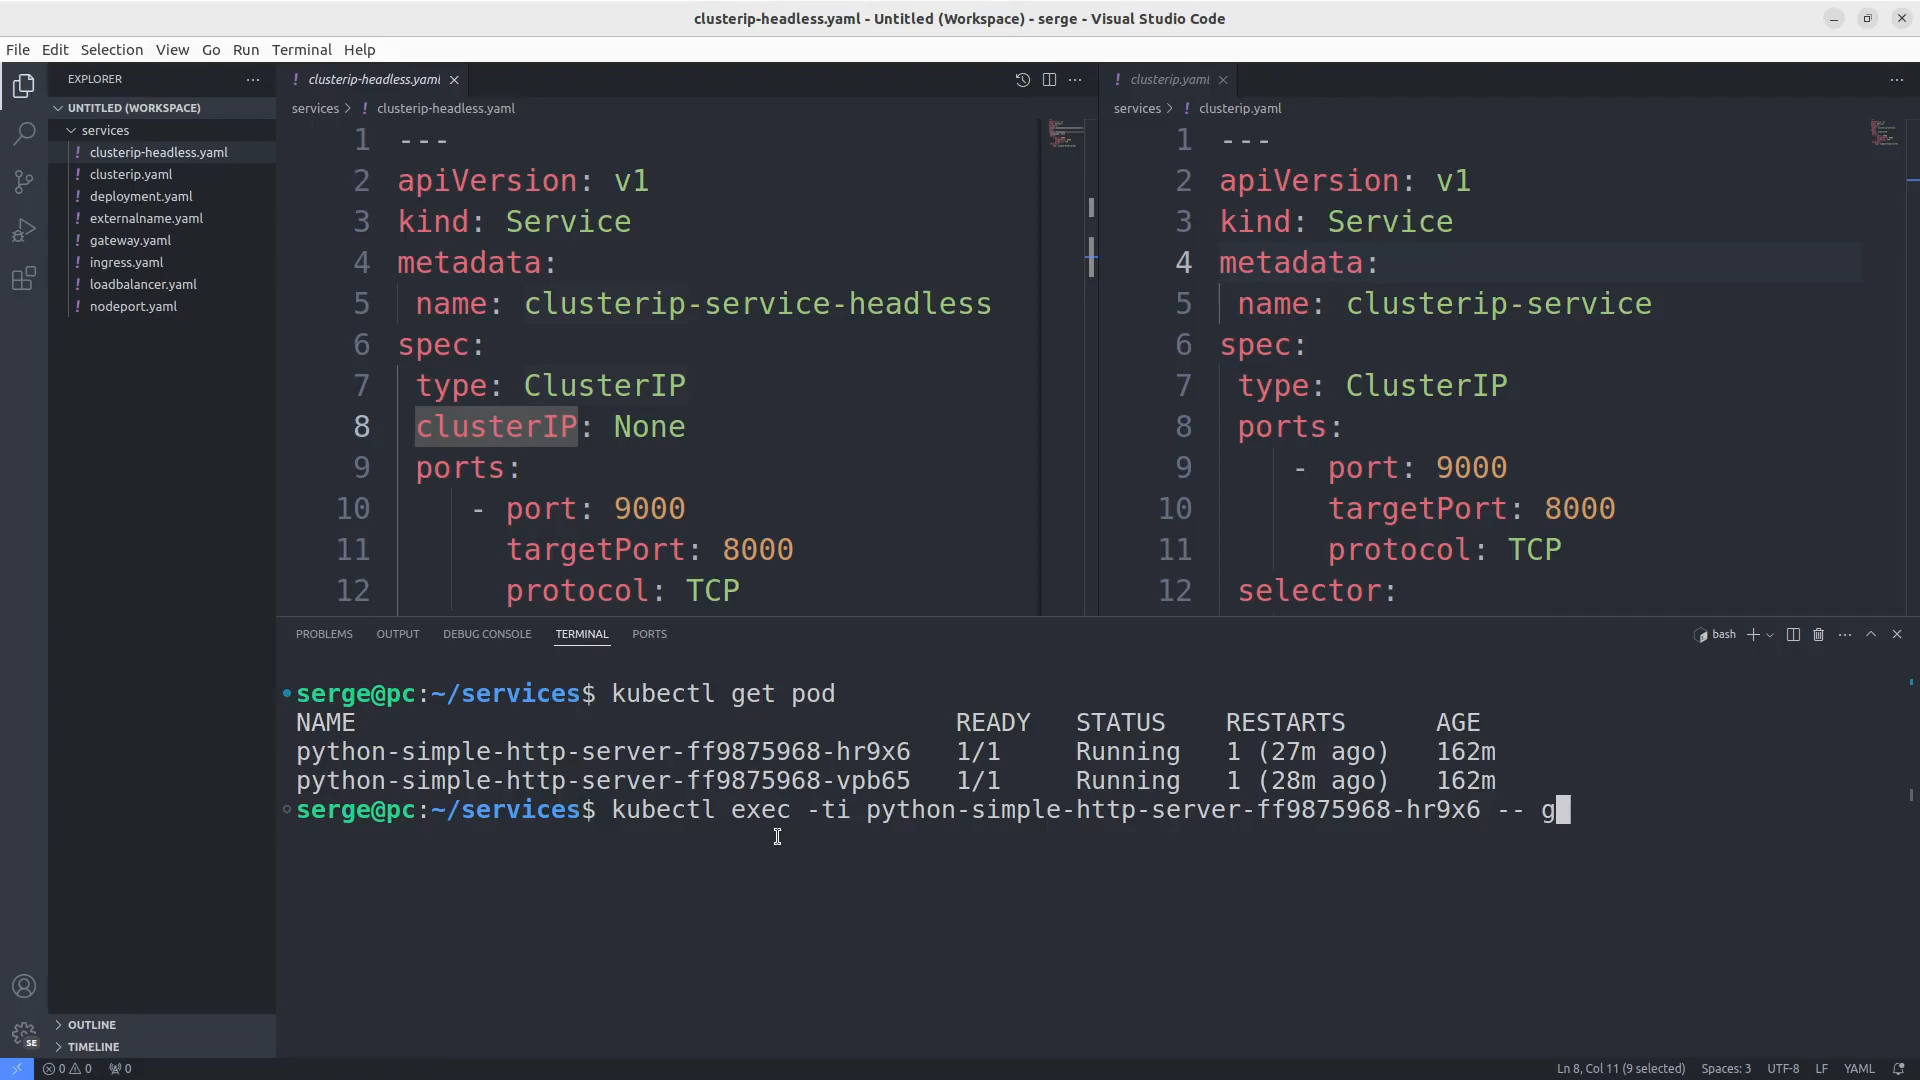 clusterip-headless.yaml - Untitled (Workspace) - serge - Visual Studio Code
File Edit Selection View Go Run Terminal Help
EXPLORER
UNTITLED (WORKSPACE)
services
! clusterip-headless.yaml
! clusterip.yaml
! deployment.yaml
! externalname.yaml
! gateway.yaml
! ingress.yaml
! loadbalancer.yaml
! nodeport.yaml
OUTLINE
TIMELINE
! clusterip-headless.yaml
services > ! clusterip-headless.yaml
1 ---
2 apiVersion: v1
3 kind: Service
4 metadata:
5 name: clusterip-service-headless
6 spec:
7 type: ClusterIP
8 clusterIP: None
9 ports:
10 - port: 9000
11 targetPort: 8000
12 protocol: TCP
! clusterip.yaml
services > ! clusterip.yaml
1 ---
2 apiVersion: v1
3 kind: Service
4 metadata:
5 name: clusterip-service
6 spec:
7 type: ClusterIP
8 ports:
9 - port: 9000
10 targetPort: 8000
11 protocol: TCP
12 selector:
PROBLEMS OUTPUT DEBUG CONSOLE TERMINAL PORTS
bash
serge@pc:~/services$ kubectl get pod
NAME READY STATUS RESTARTS AGE
python-simple-http-server-ff9875968-hr9x6 1/1 Running 1 (27m ago) 162m
python-simple-http-server-ff9875968-vpb65 1/1 Running 1 (28m ago) 162m
serge@pc:~/services$ kubectl exec -ti python-simple-http-server-ff9875968-hr9x6 -- g
SE
0 0 0
Ln 8, Col 11 (9 selected) Spaces: 3 UTF-8 LF YAML